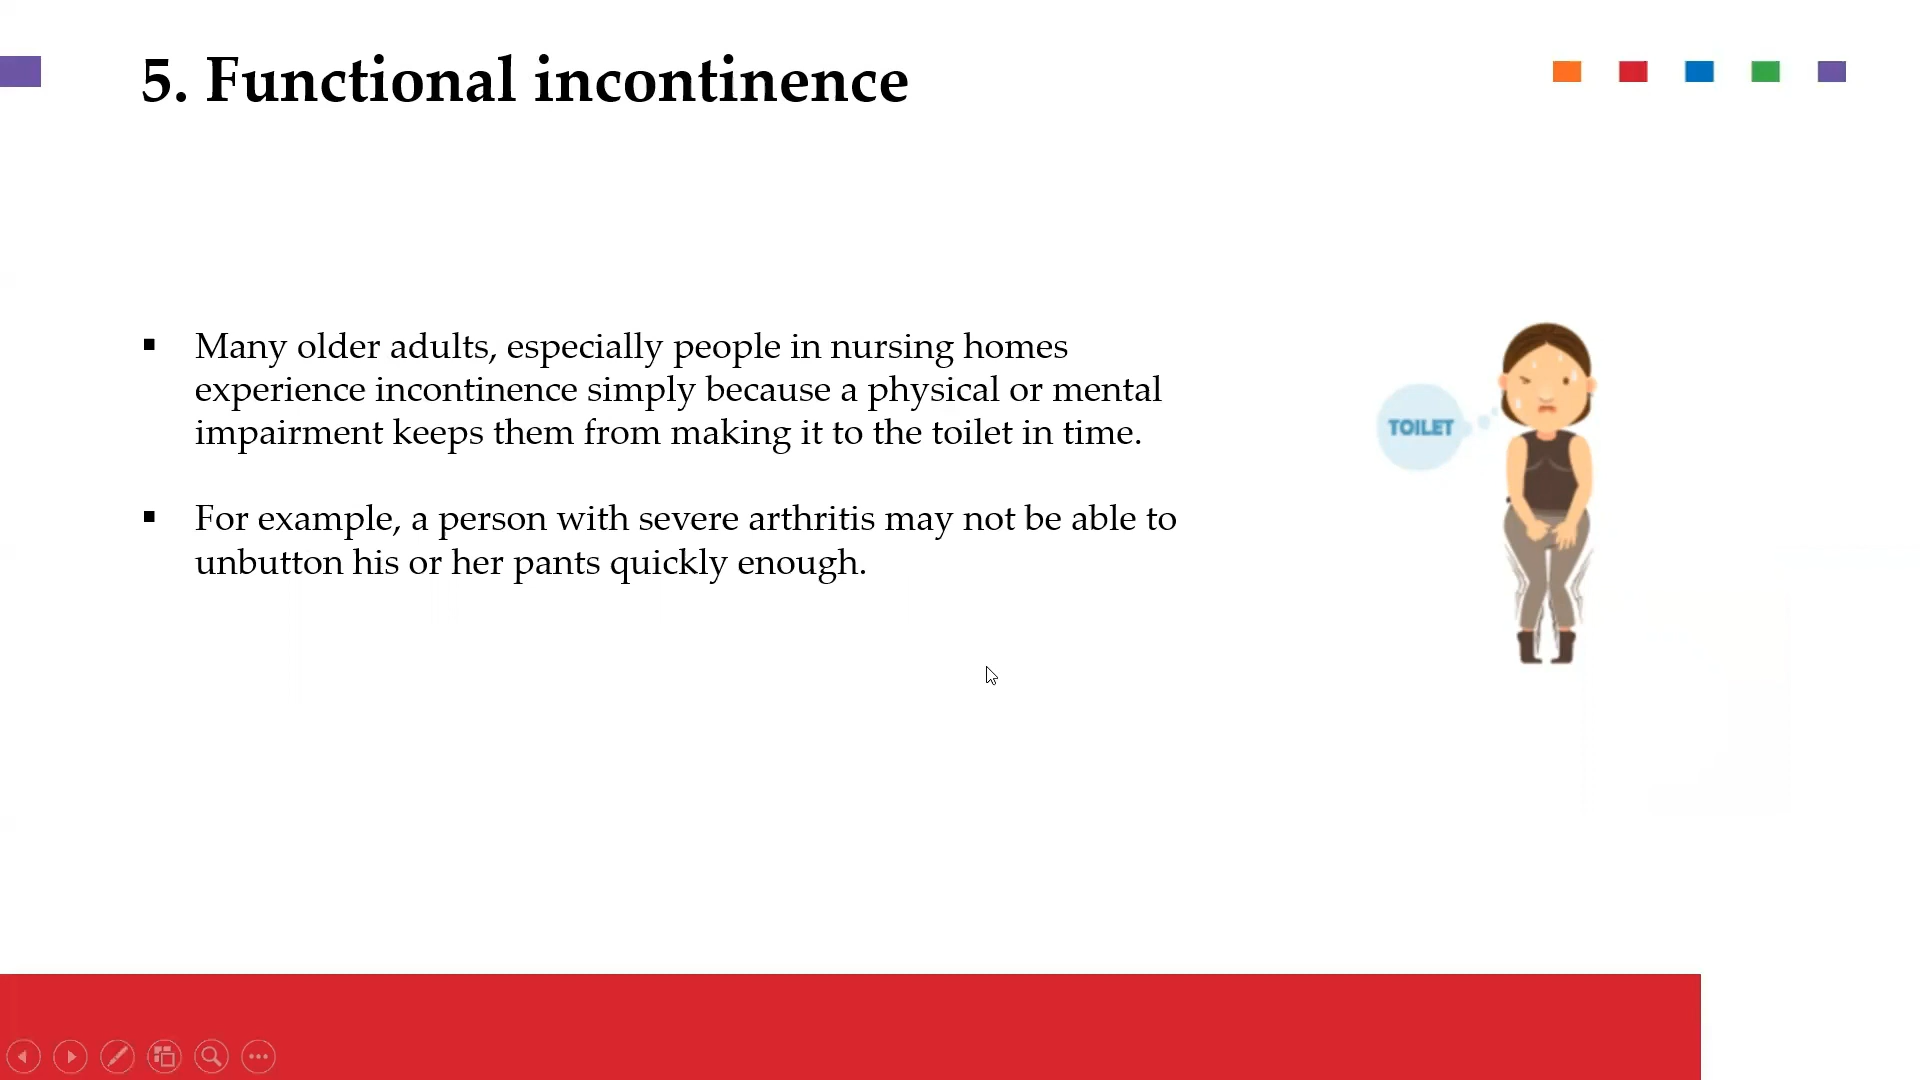 5. Functional incontinence
▪ Many older adults, especially people in nursing homes
experience incontinence simply because a physical or mental
impairment keeps them from making it to the toilet in time.
▪ For example, a person with severe arthritis may not be able to
unbutton his or her pants quickly enough.
TOILET